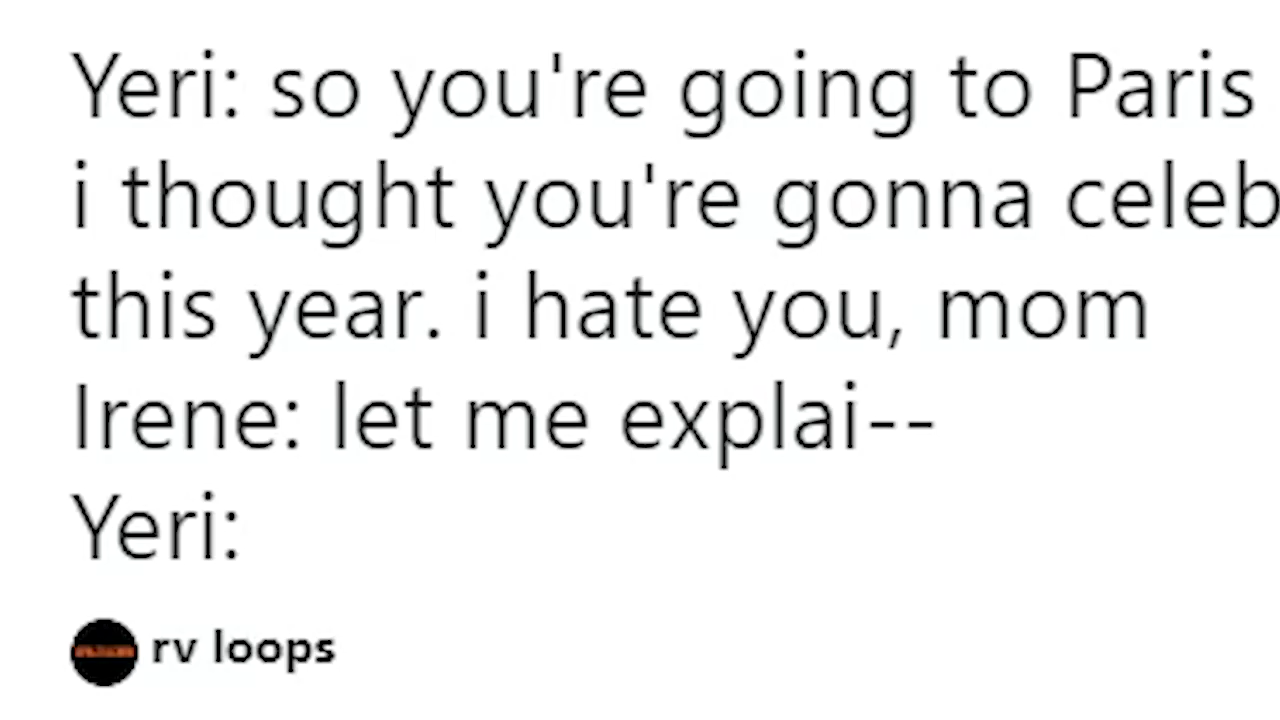 Yeri: so you're going to Paris
i thought you're gonna celeb
this year. i hate you, mom
Irene: let me explai--
Yeri:
rv loops